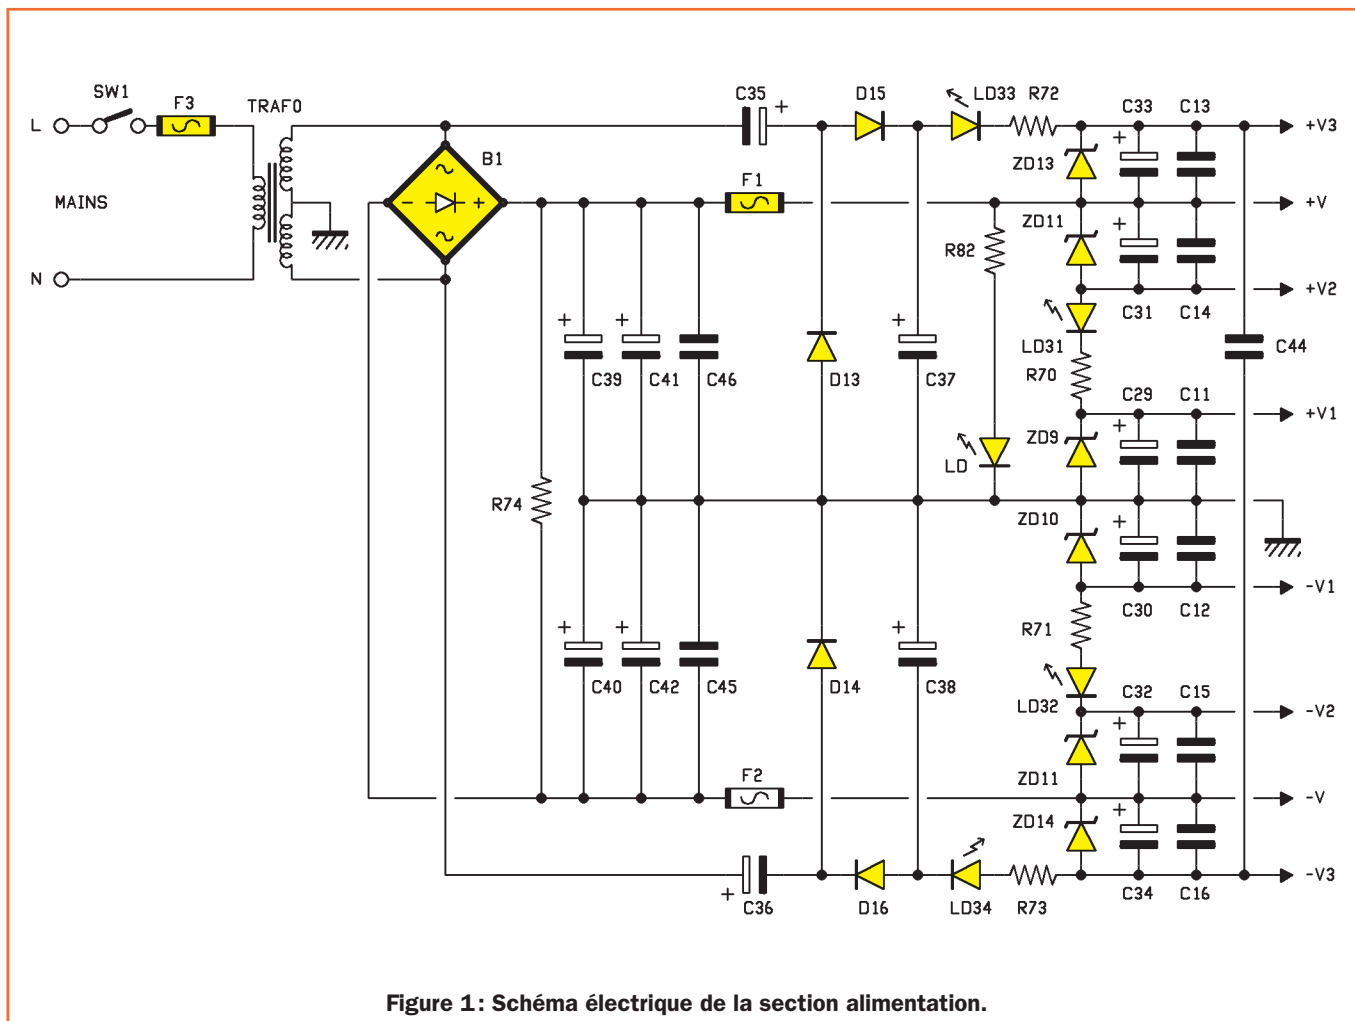 SW1
F3
TRAFO
L
MAINS
N
B1
C35
+
D15
LD33
R72
C33
C13
+V3
+
ZD13
F1
+V
R82
ZD11
+
C31
C14
+V2
LD31
R70
C44
+
C39
+
C41
C46
D13
+
C37
C29
C11
+V1
+
ZD9
LD
R74
ZD10
+
C30
C12
-V1
R71
+
C40
+
C42
C45
D14
+
C38
LD32
C32
C15
-V2
+
ZD11
F2
-V
ZD14
+
C34
C16
-V3
+
C36
D16
LD34
R73
Figure 1: Schéma électrique de la section alimentation.